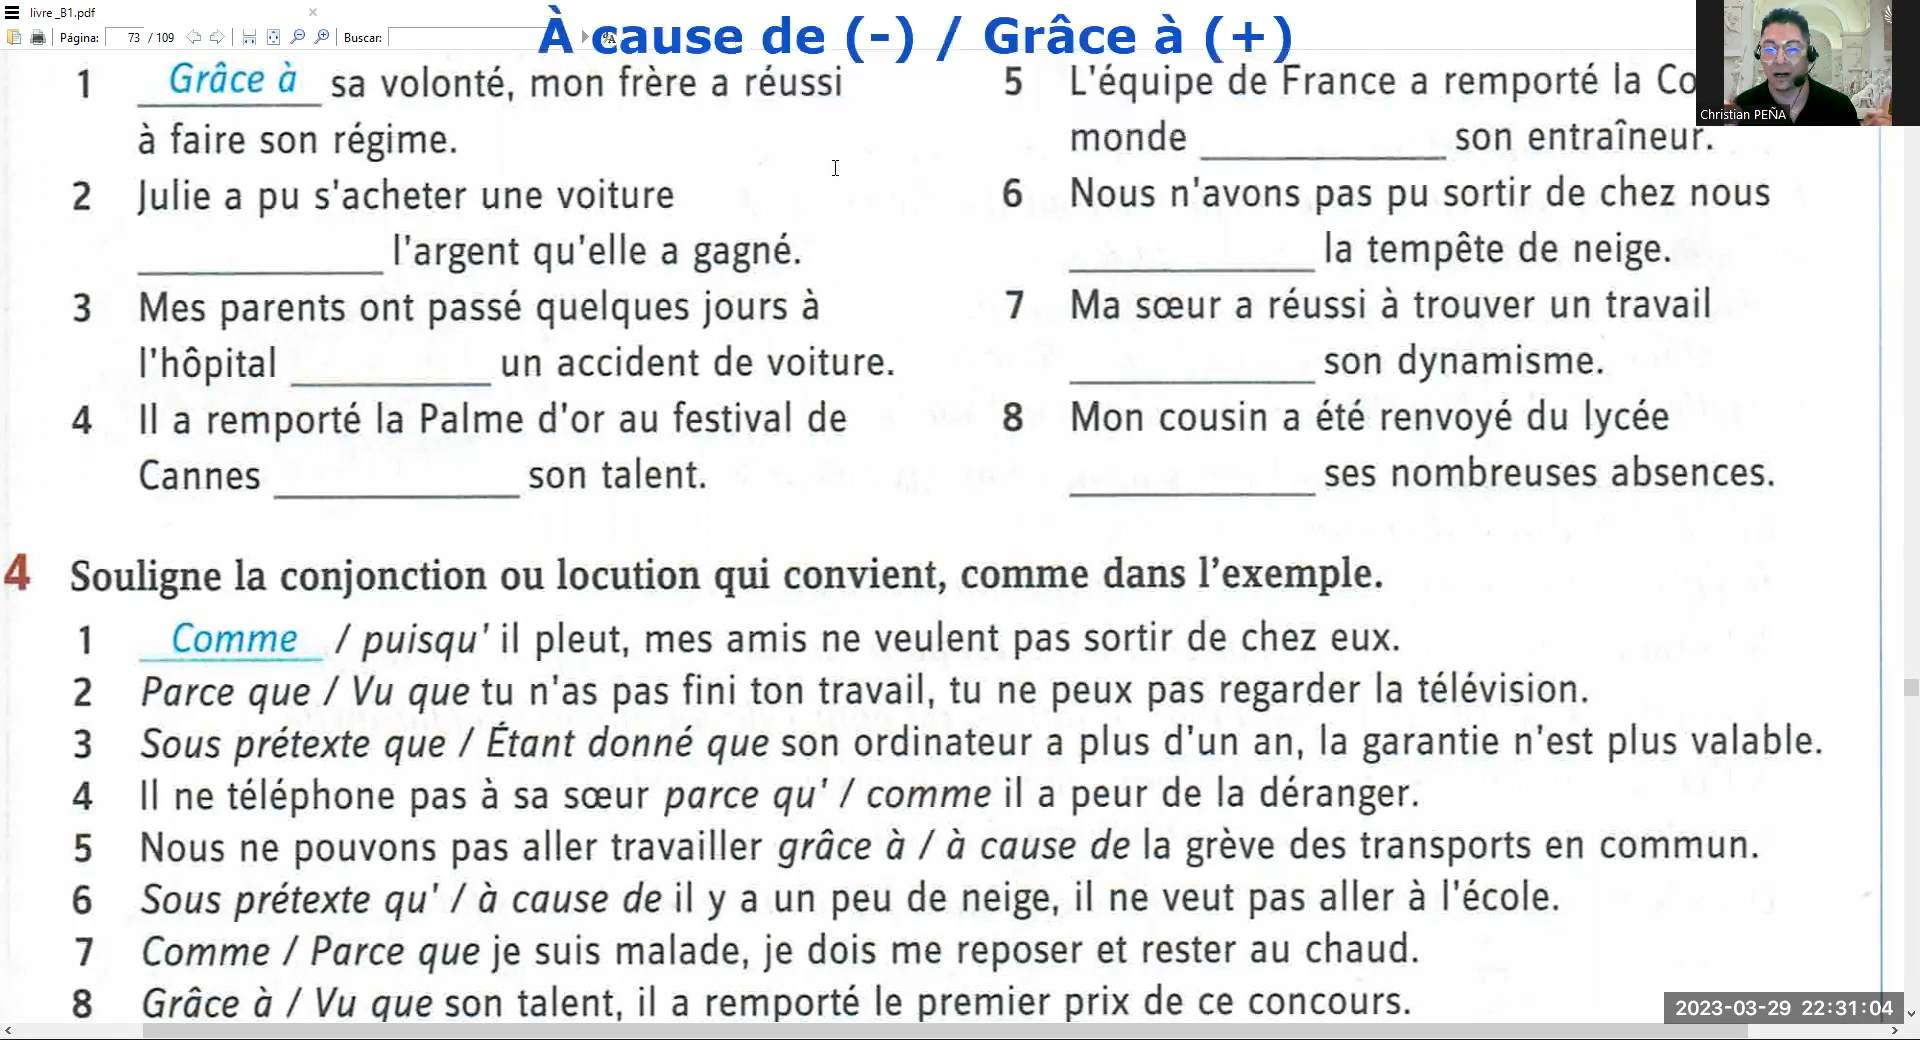 livre_B1.pdf
Página: 73 / 109 Buscar:
À cause de (-) / Grâce à (+)
1 Grâce à sa volonté, mon frère a réussi
à faire son régime.
2 Julie a pu s'acheter une voiture
l'argent qu'elle a gagné.
3 Mes parents ont passé quelques jours à
l'hôpital un accident de voiture.
4 Il a remporté la Palme d'or au festival de
Cannes son talent.
5 L'équipe de France a remporté la Co
monde son entraîneur.
6 Nous n'avons pas pu sortir de chez nous
la tempête de neige.
7 Ma sœur a réussi à trouver un travail
son dynamisme.
8 Mon cousin a été renvoyé du lycée
ses nombreuses absences.
Christian PEÑA
4 Souligne la conjonction ou locution qui convient, comme dans l'exemple.
1 Comme / puisqu' il pleut, mes amis ne veulent pas sortir de chez eux.
2 Parce que / Vu que tu n'as pas fini ton travail, tu ne peux pas regarder la télévision.
3 Sous prétexte que / Étant donné que son ordinateur a plus d'un an, la garantie n'est plus valable.
4 Il ne téléphone pas à sa sœur parce qu' / comme il a peur de la déranger.
5 Nous ne pouvons pas aller travailler grâce à / à cause de la grève des transports en commun.
6 Sous prétexte qu' / à cause de il y a un peu de neige, il ne veut pas aller à l'école.
7 Comme / Parce que je suis malade, je dois me reposer et rester au chaud.
8 Grâce à / Vu que son talent, il a remporté le premier prix de ce concours.
2023-03-29 22:31:04